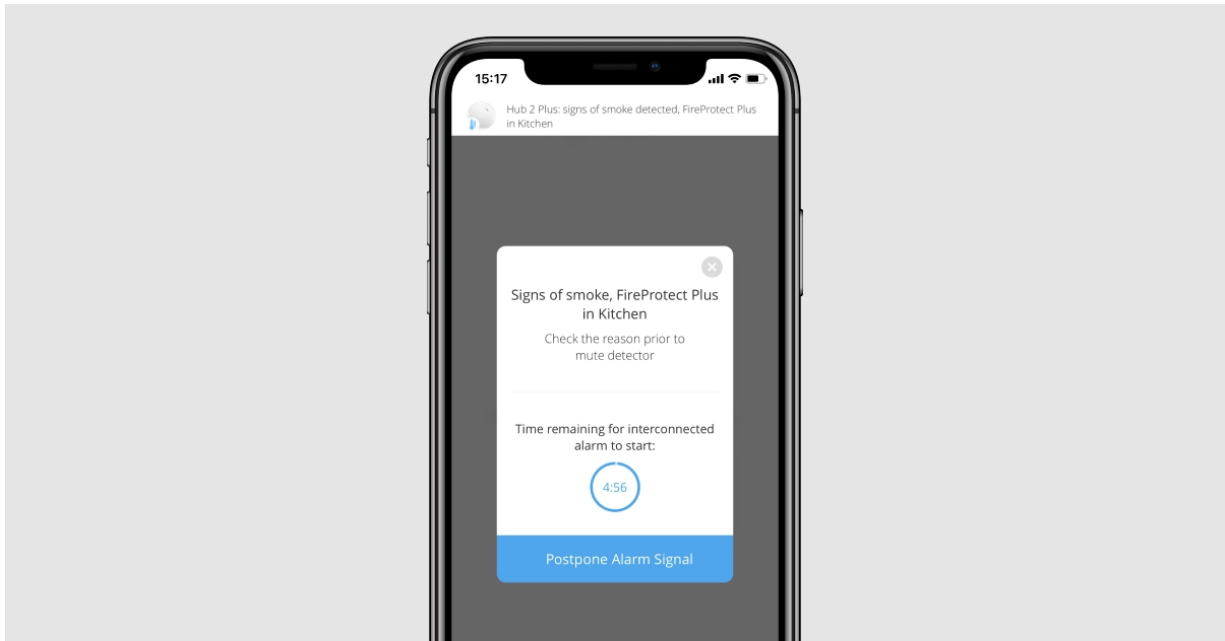 15:17
Hub 2 Plus: signs of smoke detected, FireProtect Plus
in Kitchen
Signs of smoke, FireProtect Plus
in Kitchen
Check the reason prior to
mute detector
Time remaining for interconnected
alarm to start:
4:56
Postpone Alarm Signal